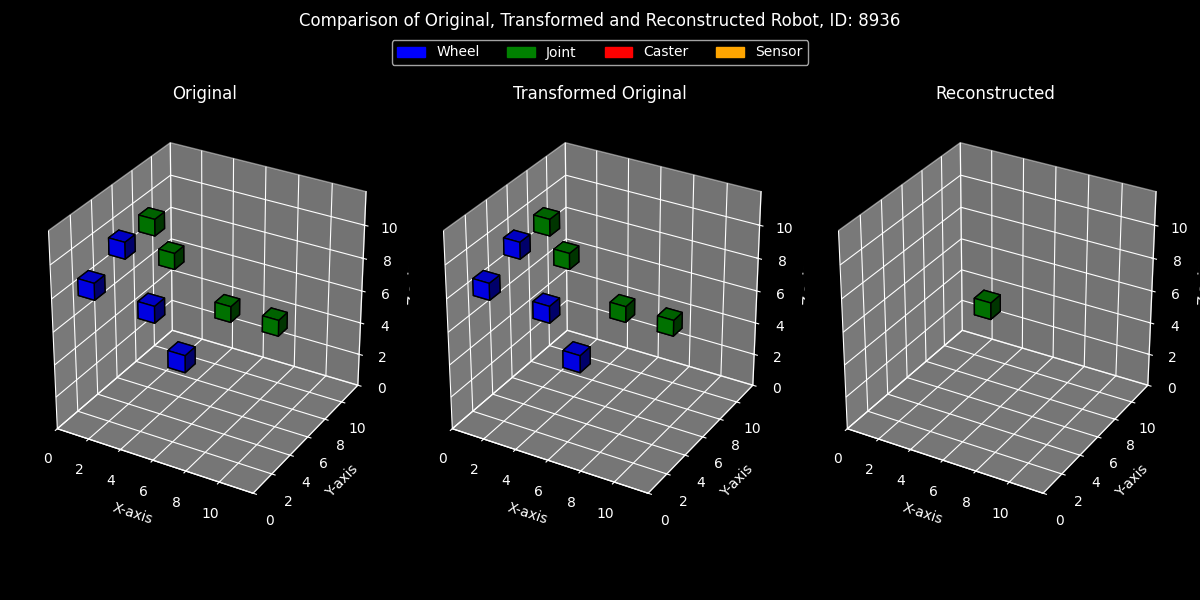 Comparison of Original, Transformed and Reconstructed Robot, ID: 8936
Wheel Joint Caster Sensor
Original Transformed Original Reconstructed
10 10 10
8 8 8
6 6 6
4 4 4
2 2 2
0 0 0
10 10 10
8 8 8
6 6 6
4 4 4
2 2 2
0 0 0
0 2 4 6 8 10 0 2 4 6 8 10 0 2 4 6 8 10
X-axis Y-axis X-axis Y-axis X-axis Y-axis